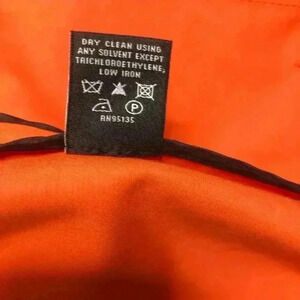 DRY CLEAN USING
ANY SOLVENT EXCEPT
TRICHLOROETHYLENE,
LOW IRON
P
RN95135